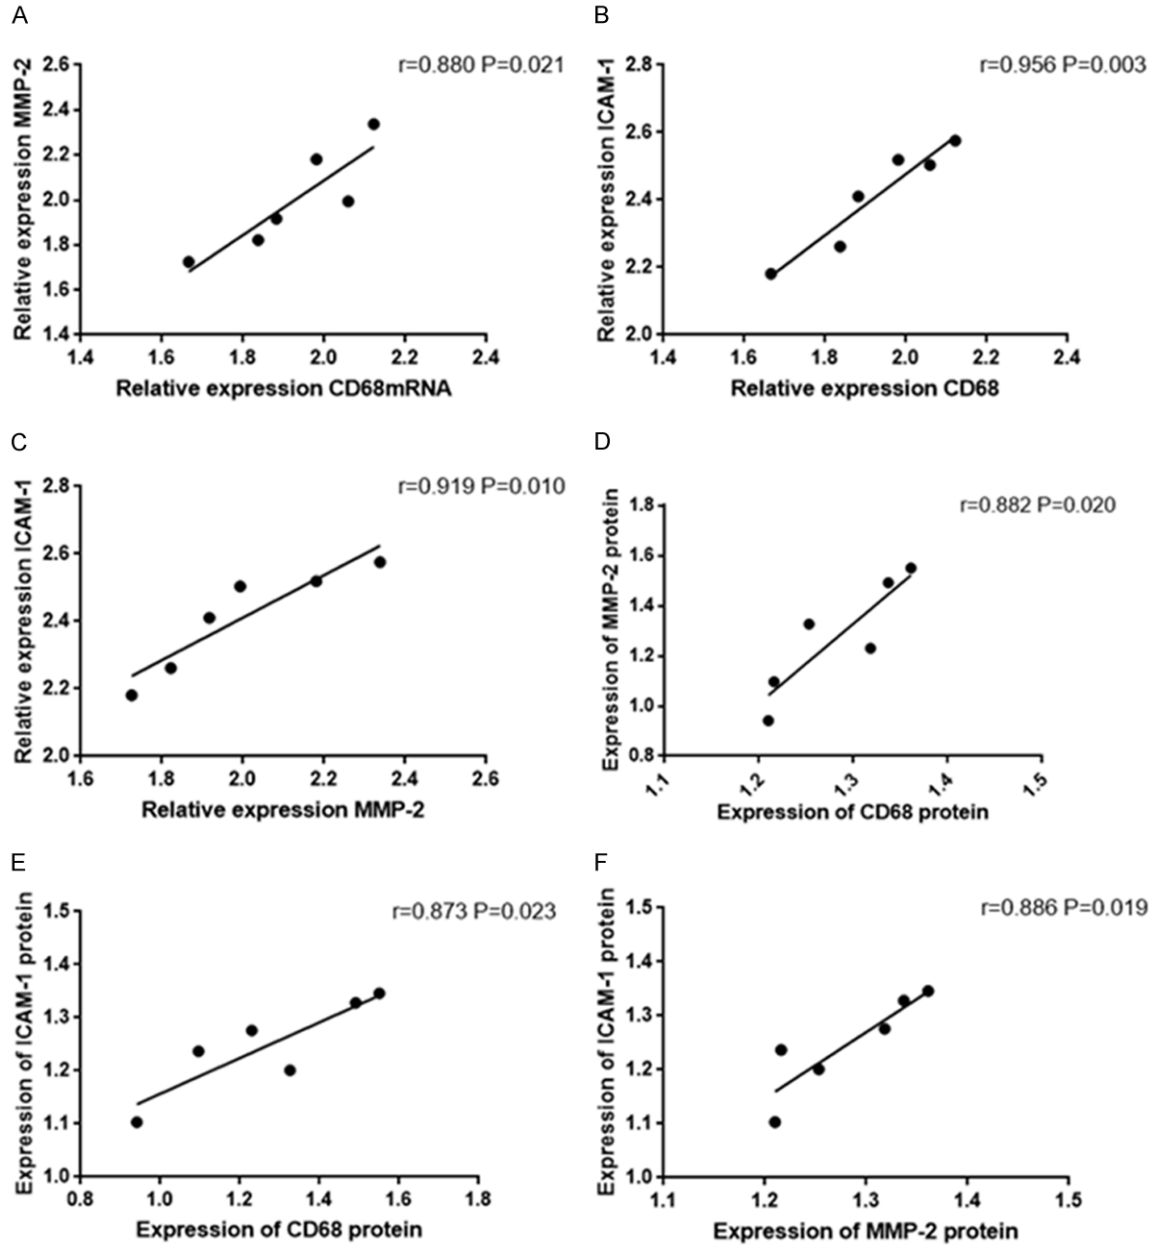 A
r=0.880 P=0.021
Relative expression MMP-2
2.6
2.4
2.2
2.0
1.8
1.6
1.4
1.4 1.6 1.8 2.0 2.2 2.4
Relative expression CD68mRNA
B
r=0.956 P=0.003
Relative expression ICAM-1
2.8
2.6
2.4
2.2
2.0
1.4 1.6 1.8 2.0 2.2 2.4
Relative expression CD68
C
r=0.919 P=0.010
Relative expression ICAM-1
2.8
2.6
2.4
2.2
2.0
1.6 1.8 2.0 2.2 2.4 2.6
Relative expression MMP-2
D
r=0.882 P=0.020
Expression of MMP-2 protein
1.8
1.6
1.4
1.2
1.0
0.8
1.1 1.2 1.3 1.4 1.5
Expression of CD68 protein
E
r=0.873 P=0.023
Expression of ICAM-1 protein
1.5
1.4
1.3
1.2
1.1
1.0
0.8 1.0 1.2 1.4 1.6 1.8
Expression of CD68 protein
F
r=0.886 P=0.019
Expression of ICAM-1 protein
1.5
1.4
1.3
1.2
1.1
1.0
1.1 1.2 1.3 1.4 1.5
Expression of MMP-2 protein